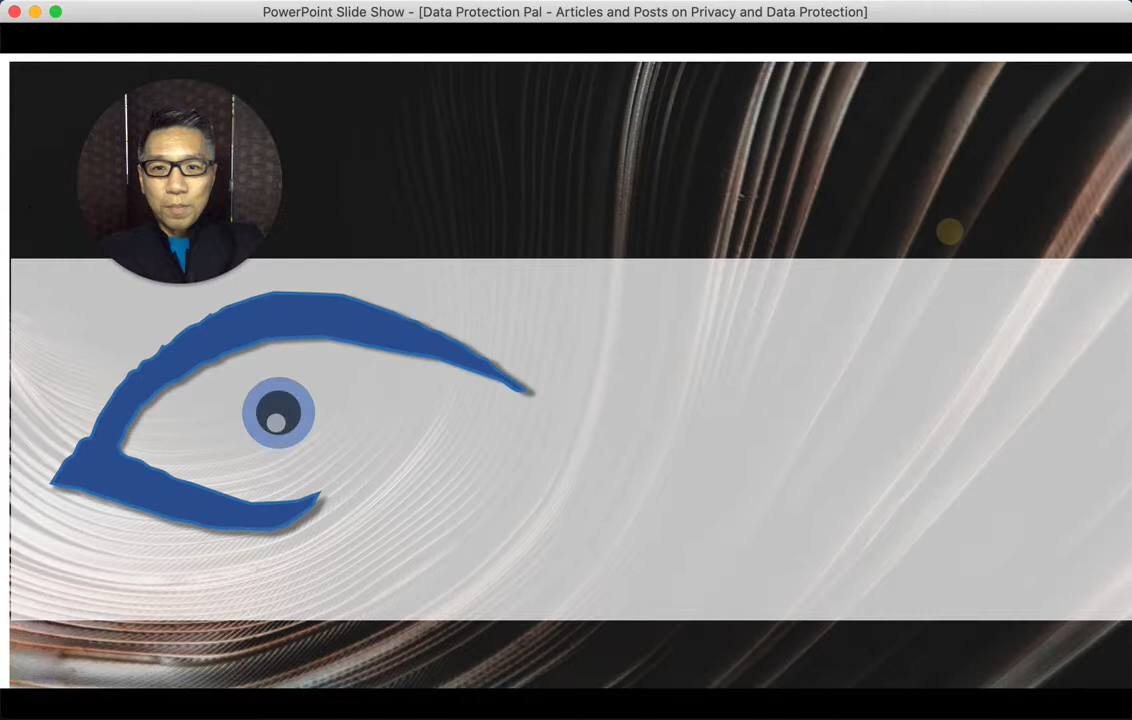 PowerPoint Slide Show - [Data Protection Pal - Articles and Posts on Privacy and Data Protection]